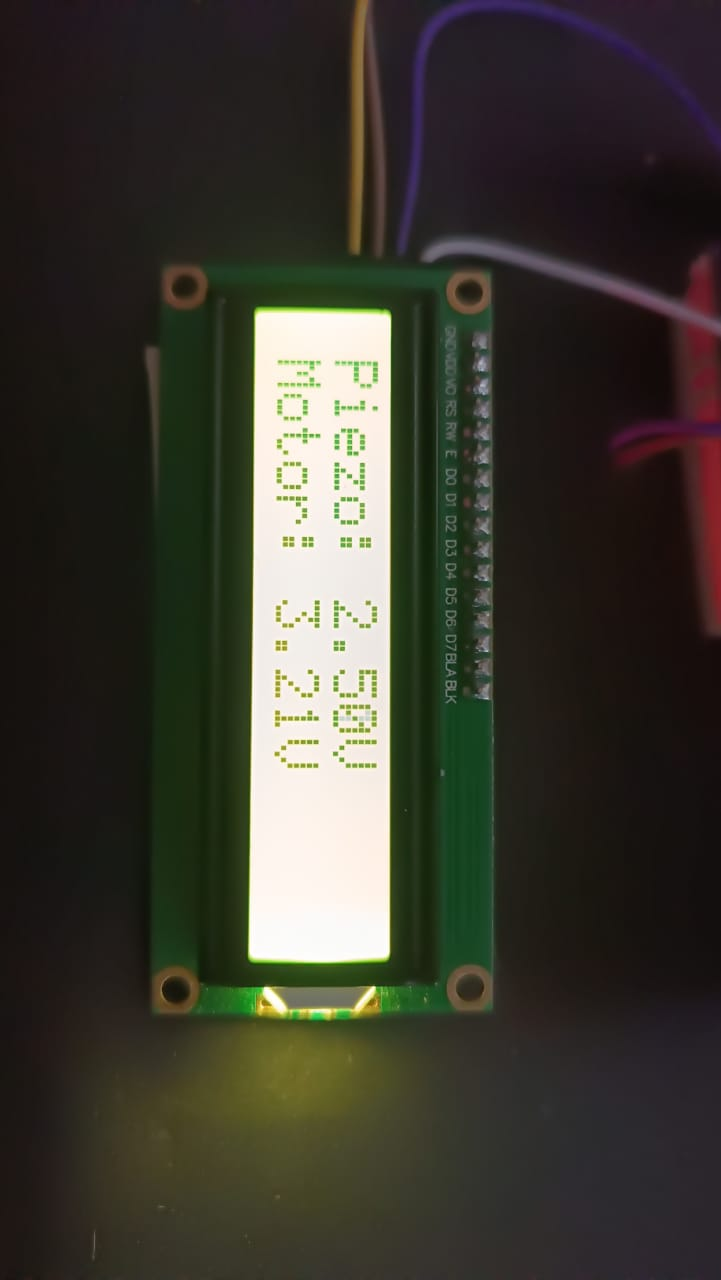 GND VDD VO RS RW E D0 D1 D2 D3 D4 D5 D6 D7 BLA BLK
Piezo: 2.50V
Motor: 3.21V